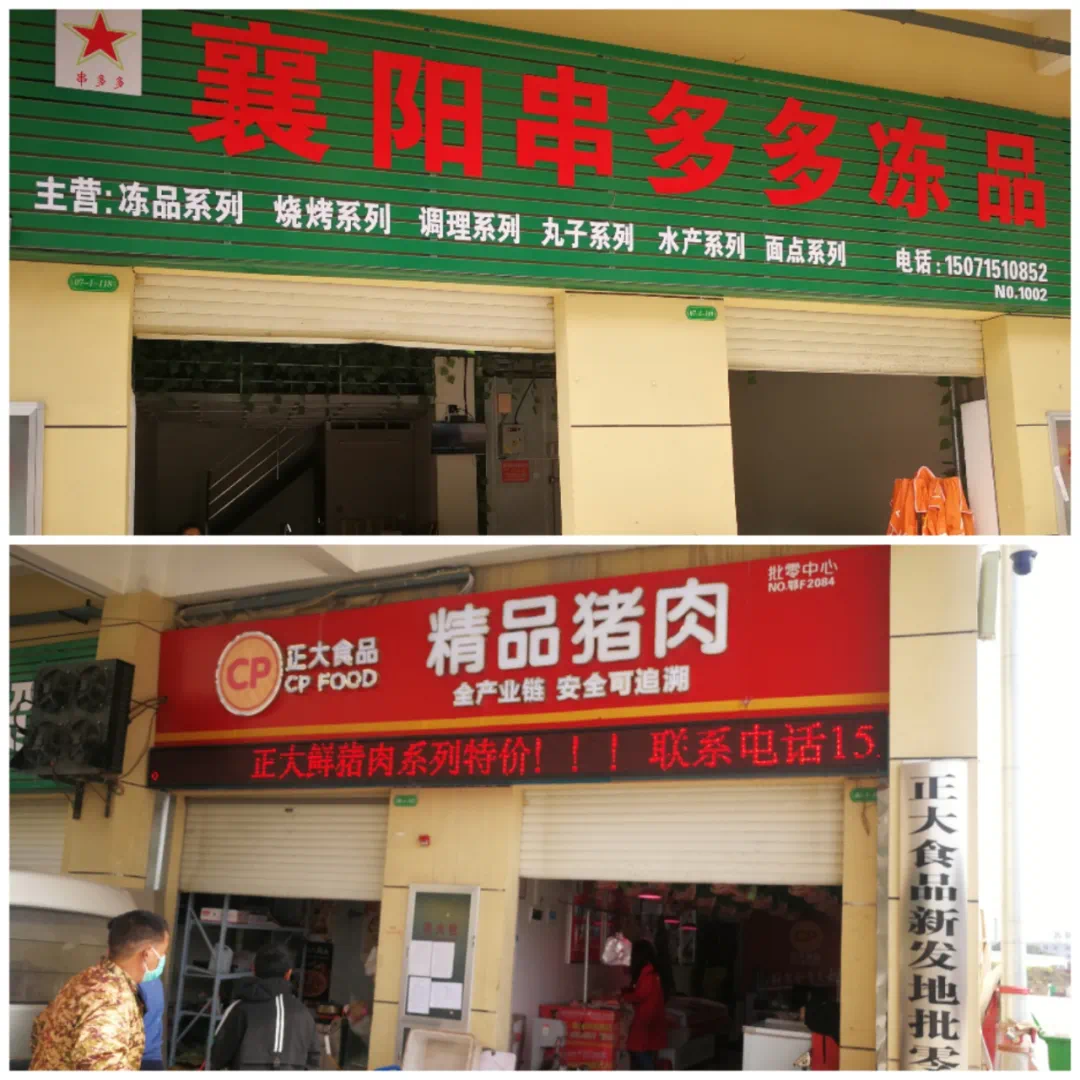 串多多
襄阳串多多冻品
主营:冻品系列 烧烤系列 调理系列 丸子系列 水产系列 面点系列 电话:15071510852
NO.1002
07-1-118
批零中心
NO.鄂F2084
CP
正大食品
CP FOOD
精品猪肉
全产业链 安全可追溯
正大鲜猪肉系列特价!!! 联系电话15
正大食品新发地批零